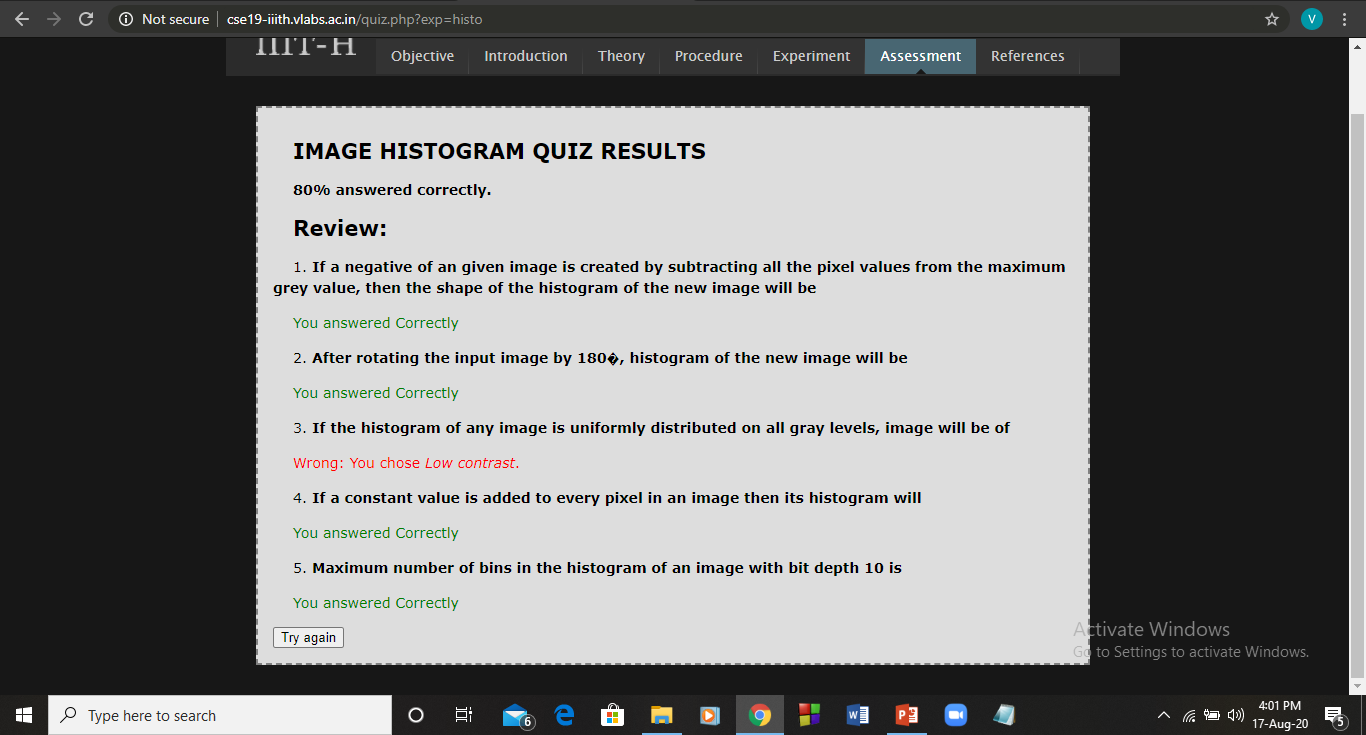 Not secure | cse19-iiith.vlabs.ac.in/quiz.php?exp=histo
V
IIIT-H
Objective Introduction Theory Procedure Experiment Assessment References
IMAGE HISTOGRAM QUIZ RESULTS
80% answered correctly.
Review:
1. If a negative of an given image is created by subtracting all the pixel values from the maximum
grey value, then the shape of the histogram of the new image will be
You answered Correctly
2. After rotating the input image by 180�, histogram of the new image will be
You answered Correctly
3. If the histogram of any image is uniformly distributed on all gray levels, image will be of
Wrong: You chose Low contrast.
4. If a constant value is added to every pixel in an image then its histogram will
You answered Correctly
5. Maximum number of bins in the histogram of an image with bit depth 10 is
You answered Correctly
Try again
Activate Windows
Go to Settings to activate Windows.
Type here to search
6
4:01 PM
17-Aug-20
5